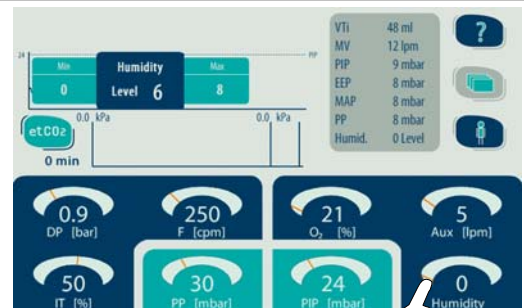 24
PIP
Min
Humidity
Max
0
Level 6
8
VTi 48 ml
MV 12 lpm
PIP 9 mbar
EEP 8 mbar
MAP 8 mbar
PP 8 mbar
Humid. 0 Level
?
etCO2
0.0 kPa
0.0 kPa
0 min
0.9
DP [bar]
250
F [cpm]
21
O₂ [%]
5
Aux [lpm]
50
IT [%]
30
PP [mbar]
24
PIP [mbar]
0
Humidity